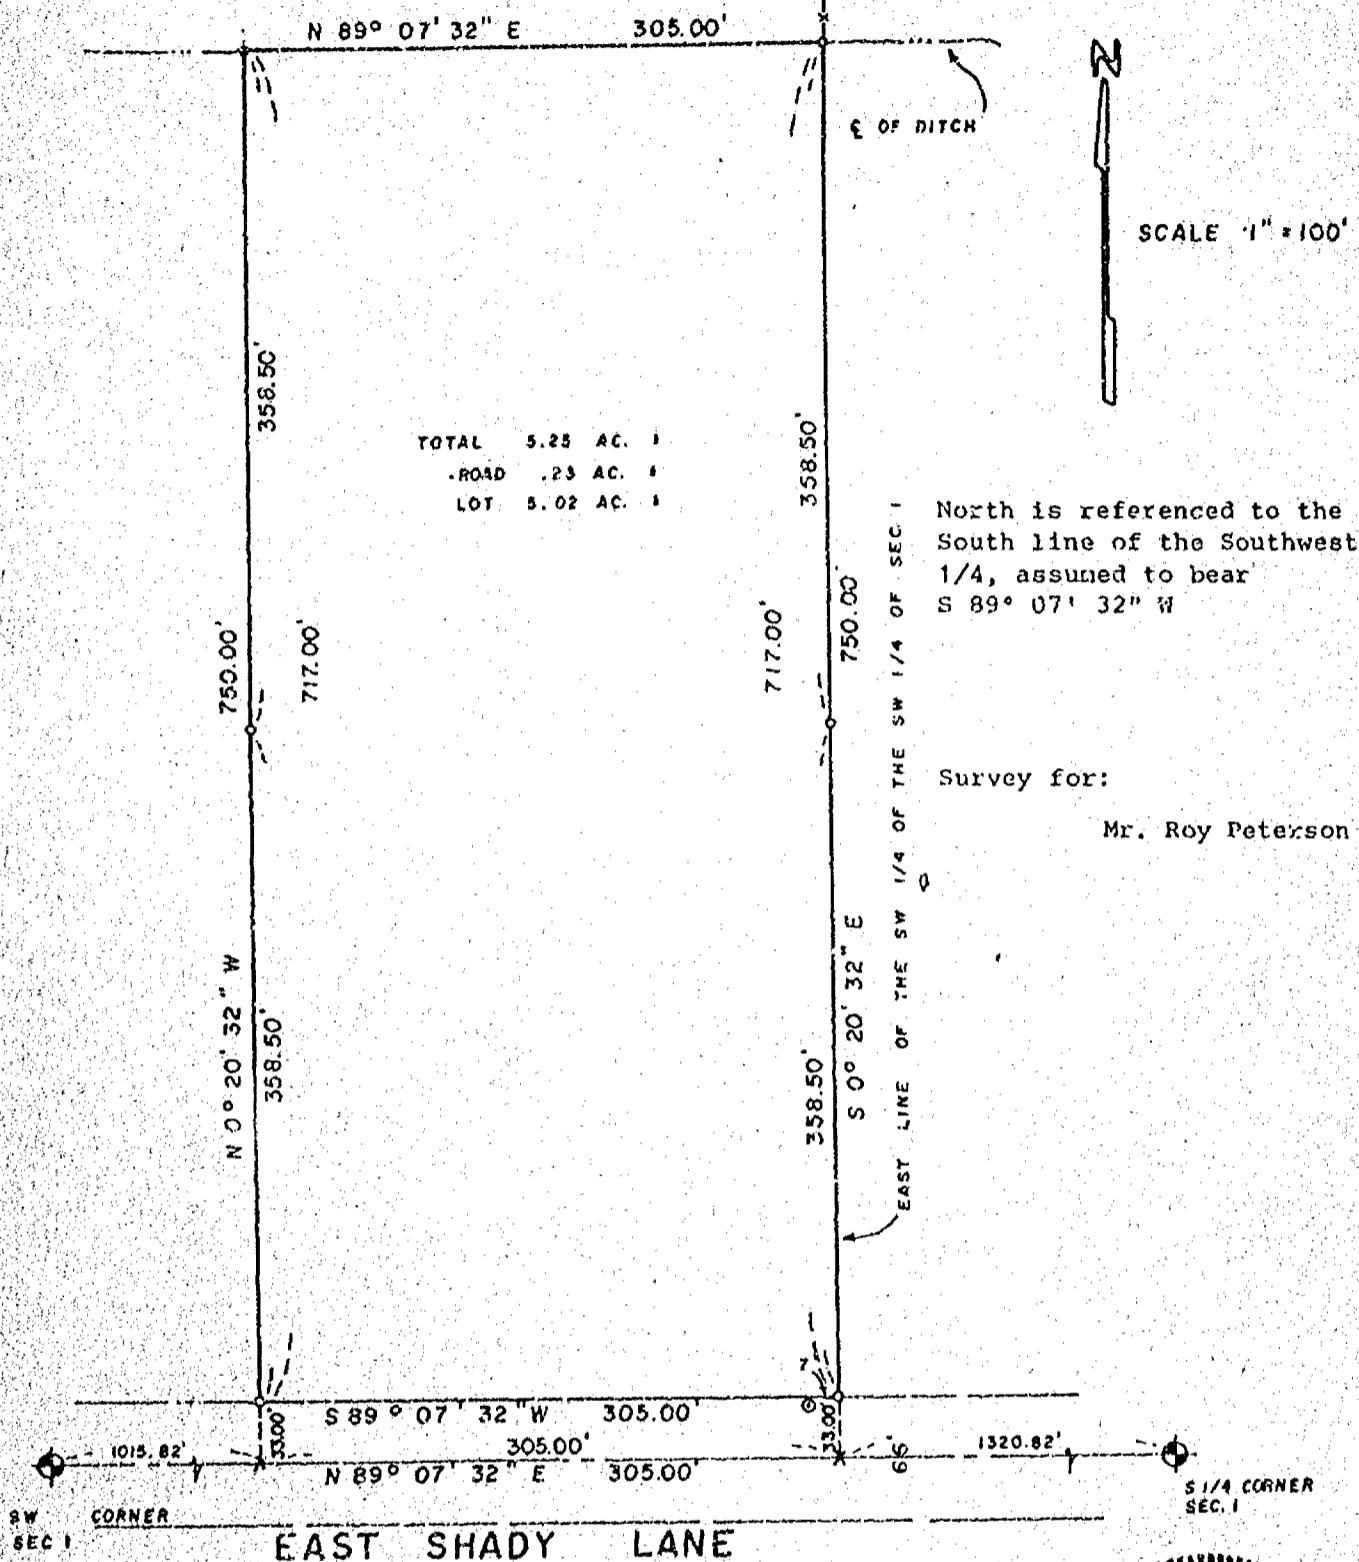 N 89° 07' 32" E 305.00'
℄ OF DITCH
N
SCALE 1" = 100'
358.50'
358.50'
TOTAL 5.25 AC. ±
-ROAD .23 AC. ±
LOT 5.02 AC. ±
North is referenced to the
South line of the Southwest
1/4, assumed to bear
S 89° 07' 32" W
750.00'
717.00'
717.00'
750.00'
EAST LINE OF THE SW 1/4 OF THE SW 1/4 OF SEC. 1
Survey for:
Mr. Roy Peterson
N 0° 20' 32" W
358.50'
358.50'
S 0° 20' 32" E
S 89° 07' 32" W 305.00'
33.00'
33.00'
1015.82'
305.00'
66'
1320.82'
N 89° 07' 32" E 305.00'
SW CORNER
SEC 1
S 1/4 CORNER
SEC. 1
EAST SHADY LANE